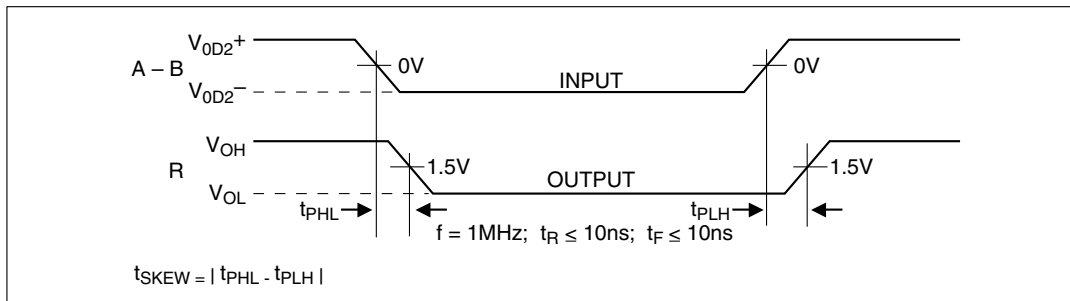 V0D2+
A – B
0V
0V
V0D2–
INPUT
VOH
R
1.5V
1.5V
VOL
OUTPUT
tPHL
tPLH
f = 1MHz; tR ≤ 10ns; tF ≤ 10ns
tSKEW = | tPHL - tPLH |